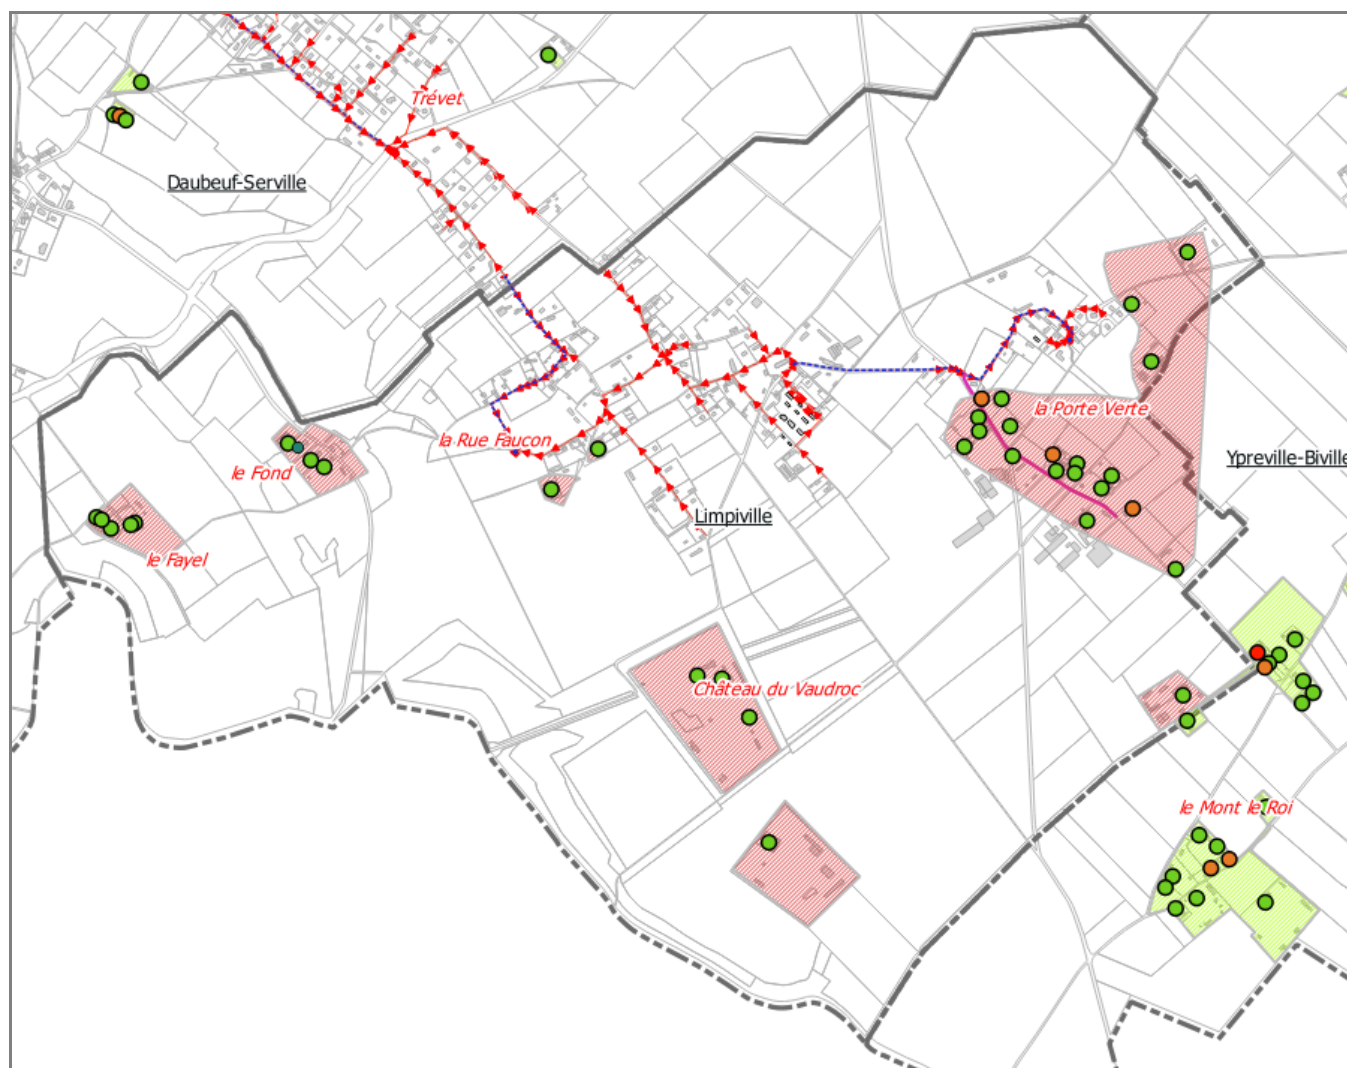 Trévet
Daubeuf-Serville
la Porte Verte
la Rue Faucon
Ypreville-Biville
le Fond
Limpiville
le Fayel
Château du Vaudroc
le Mont le Roi